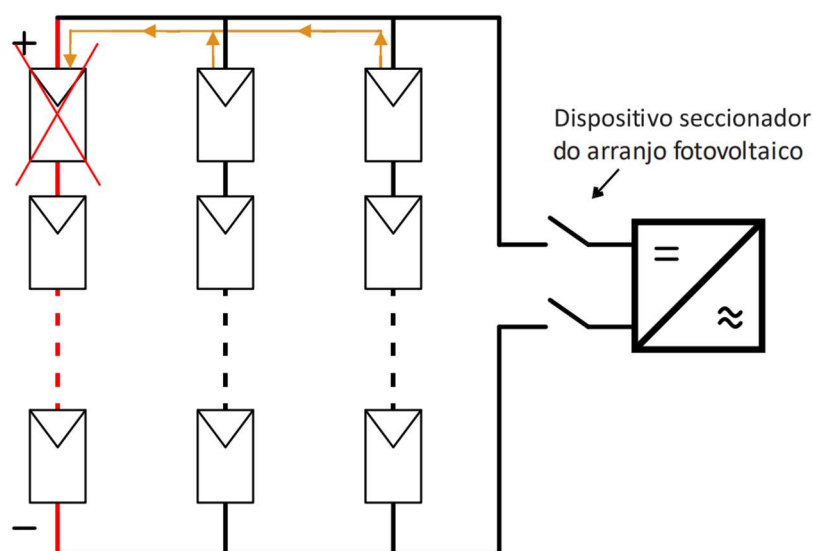 +
Dispositivo seccionador
do arranjo fotovoltaico
=
≈
−